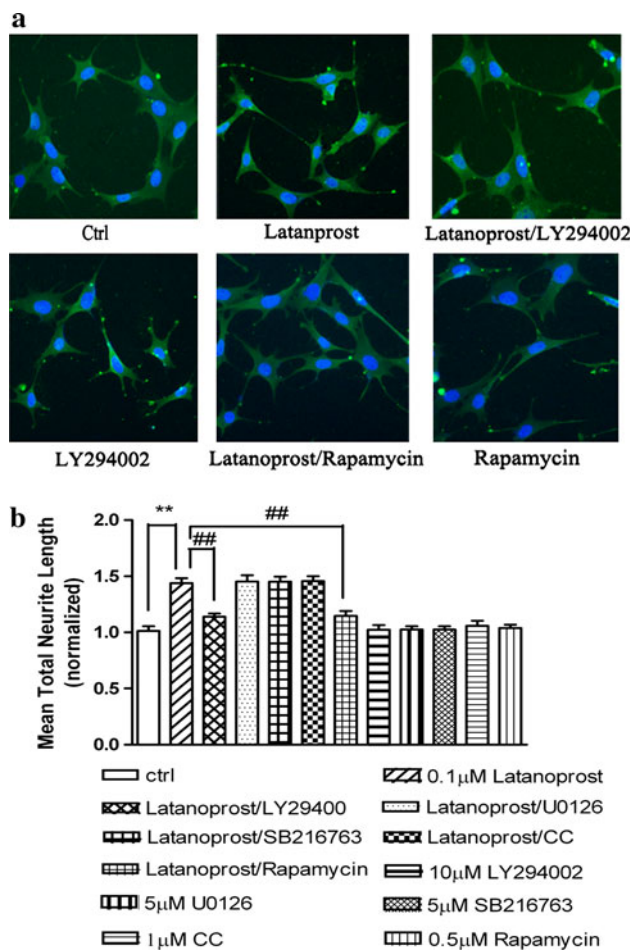 a
Ctrl Latanprost Latanoprost/LY294002
LY294002 Latanoprost/Rapamycin Rapamycin
b
Mean Total Neurite Length
(normalized)
2.0
1.5
1.0
0.5
0.0
** ## ##
ctrl 0.1µM Latanoprost
Latanoprost/LY29400 Latanoprost/U0126
Latanoprost/SB216763 Latanoprost/CC
Latanoprost/Rapamycin 10µM LY294002
5µM U0126 5µM SB216763
1µM CC 0.5µM Rapamycin